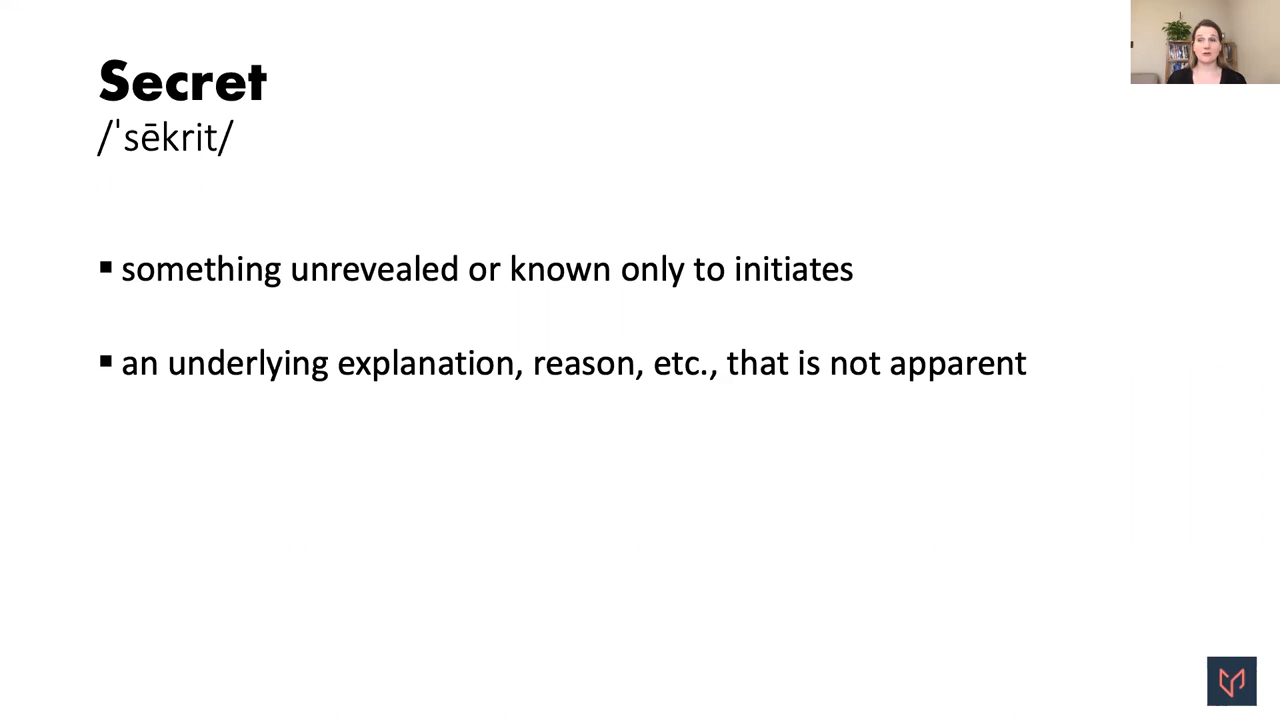 Secret
/ˈsēkrit/
▪ something unrevealed or known only to initiates
▪ an underlying explanation, reason, etc., that is not apparent